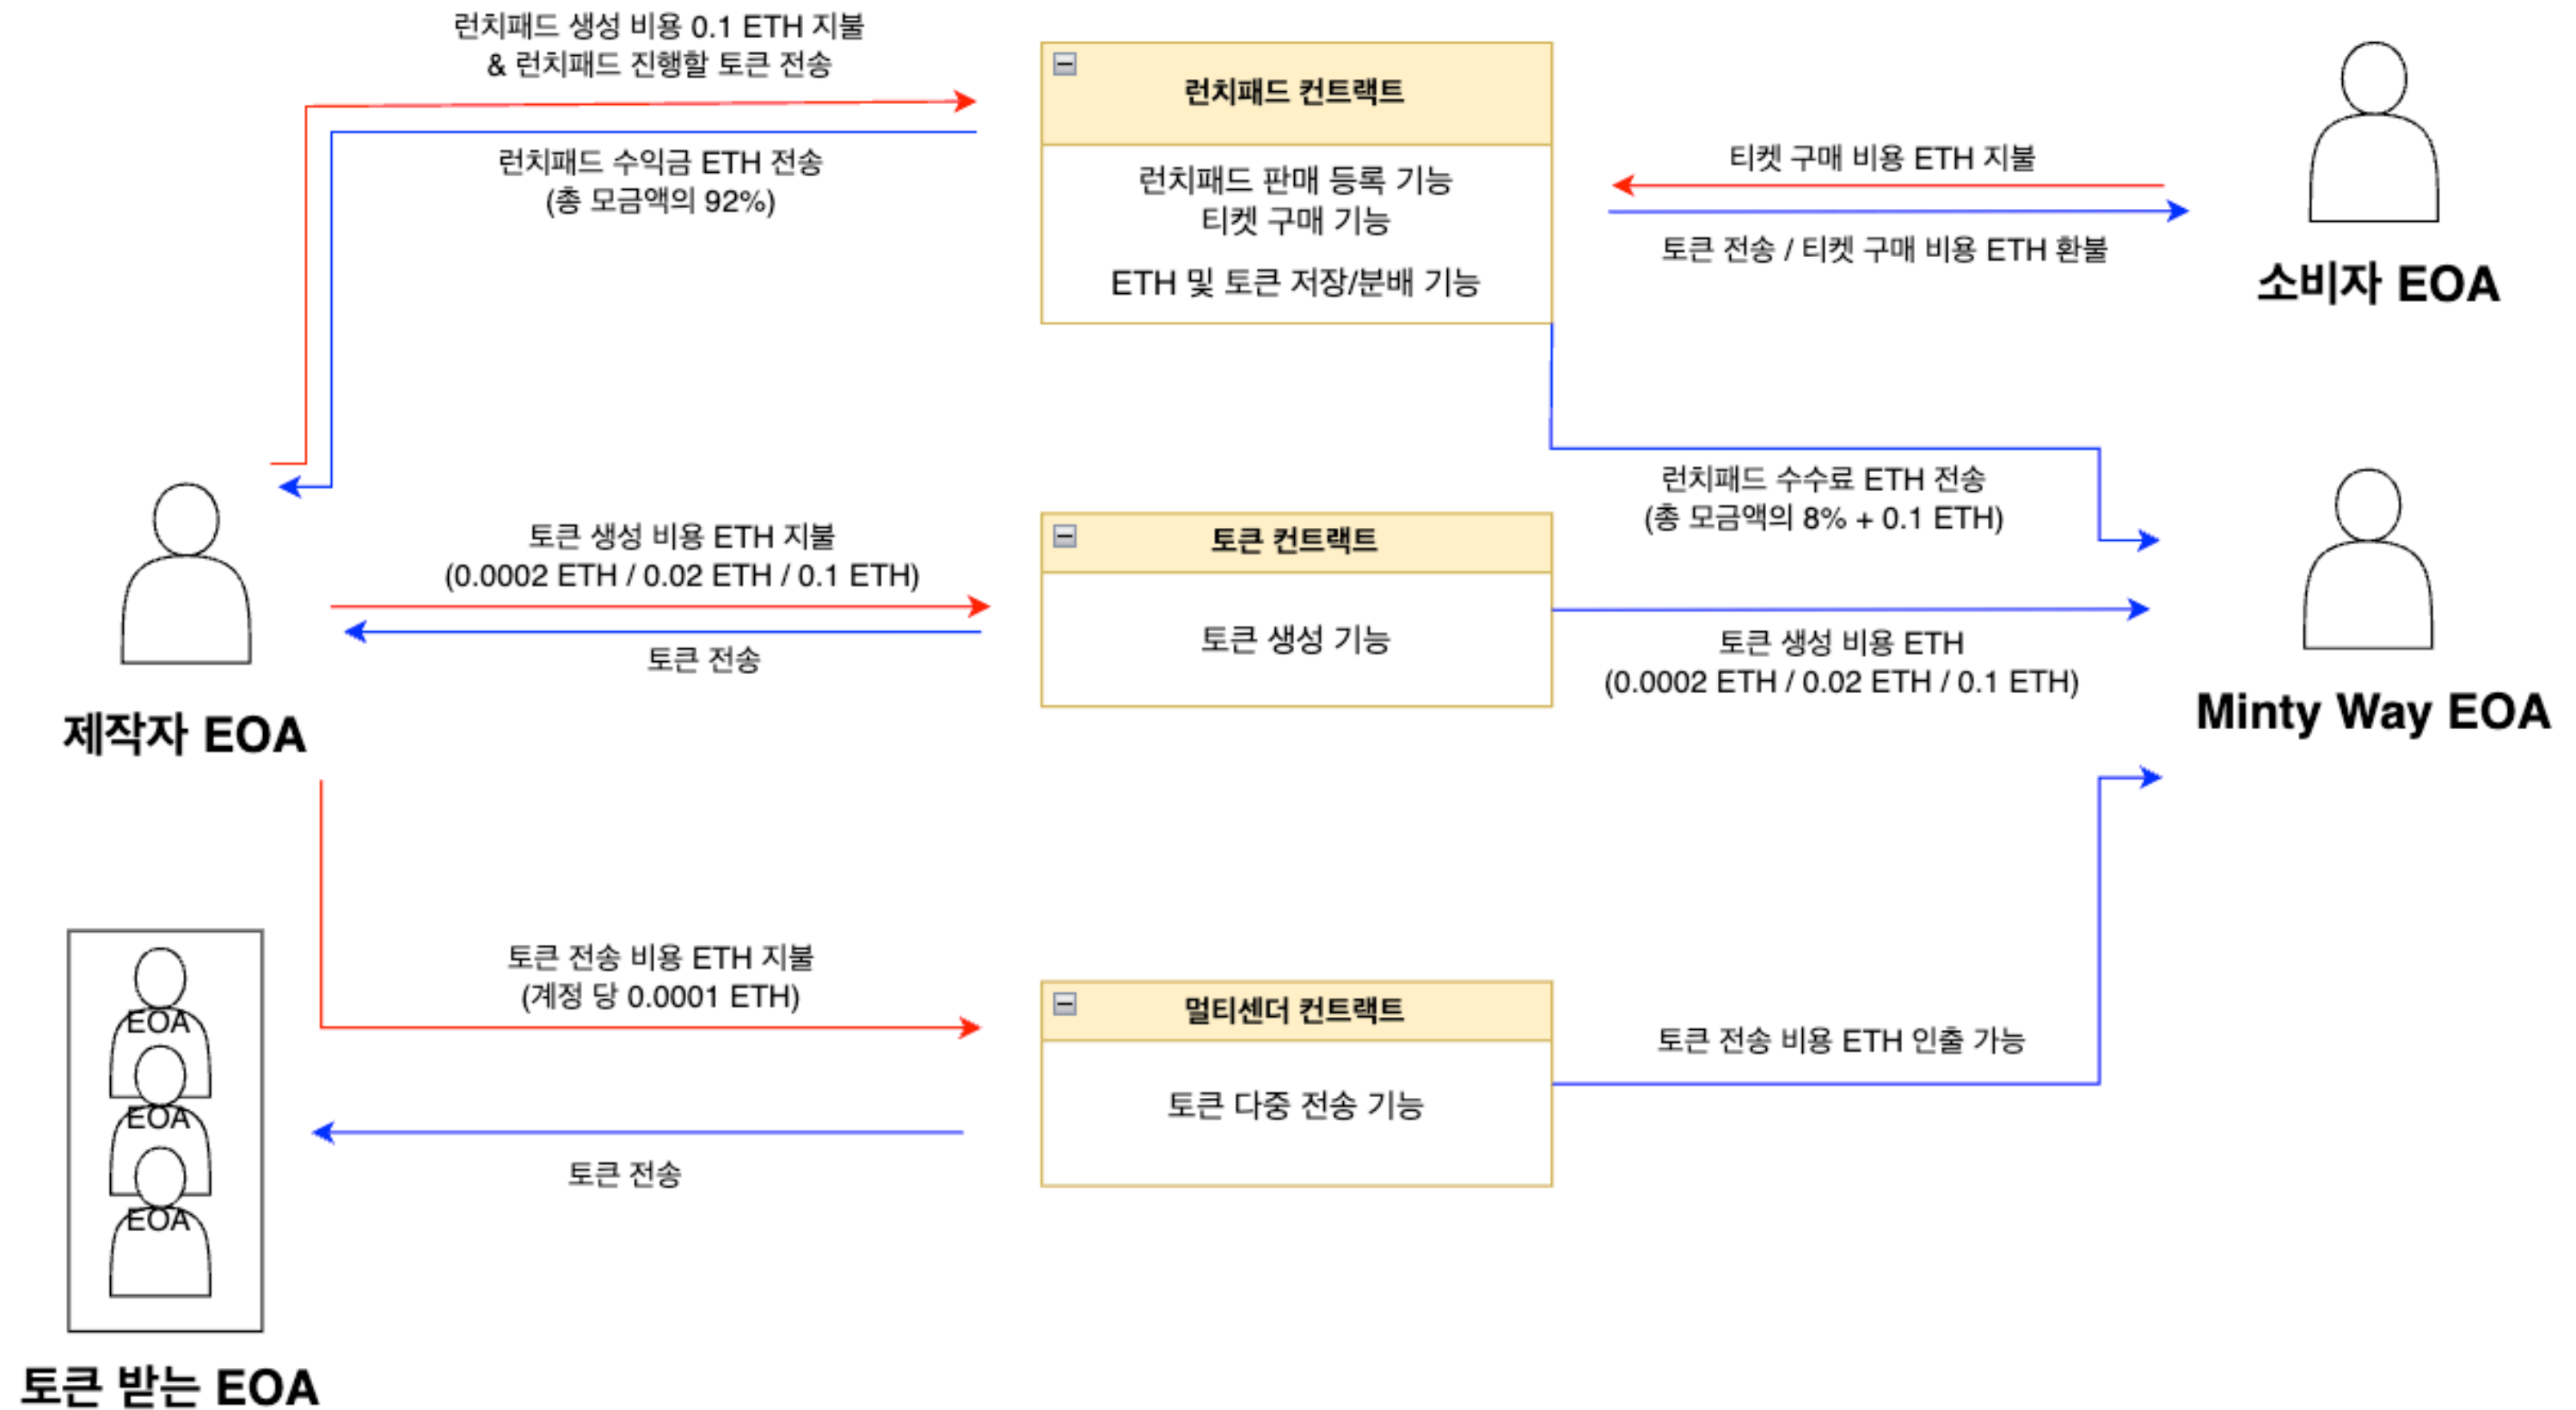 런치패드 생성 비용 0.1 ETH 지불
& 런치패드 진행할 토큰 전송
런치패드 수익금 ETH 전송
(총 모금액의 92%)
런치패드 컨트랙트
런치패드 판매 등록 기능
티켓 구매 기능
ETH 및 토큰 저장/분배 기능
티켓 구매 비용 ETH 지불
토큰 전송 / 티켓 구매 비용 ETH 환불
소비자 EOA
런치패드 수수료 ETH 전송
(총 모금액의 8% + 0.1 ETH)
제작자 EOA
토큰 생성 비용 ETH 지불
(0.0002 ETH / 0.02 ETH / 0.1 ETH)
토큰 전송
토큰 컨트랙트
토큰 생성 기능
토큰 생성 비용 ETH
(0.0002 ETH / 0.02 ETH / 0.1 ETH)
Minty Way EOA
토큰 전송 비용 ETH 지불
(계정 당 0.0001 ETH)
토큰 전송
멀티센더 컨트랙트
토큰 다중 전송 기능
토큰 전송 비용 ETH 인출 가능
EOA
EOA
EOA
토큰 받는 EOA